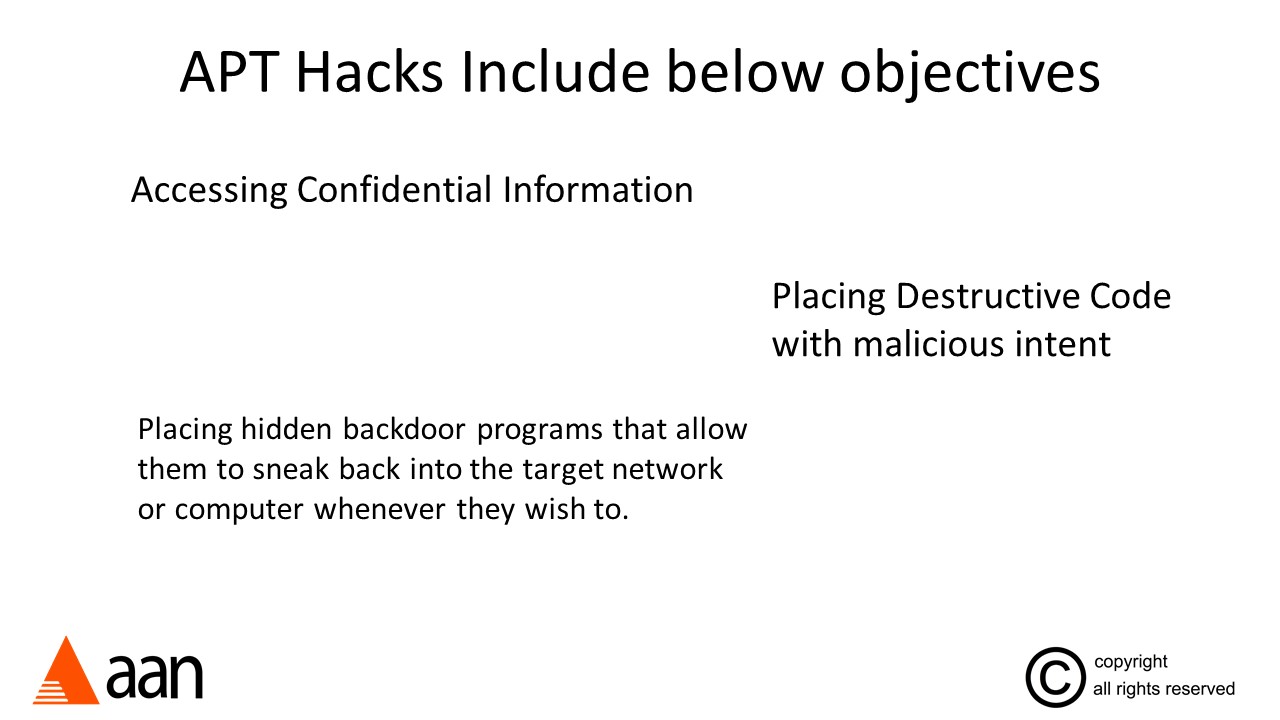 APT Hacks Include below objectives
Accessing Confidential Information
Placing Destructive Code
with malicious intent
Placing hidden backdoor programs that allow
them to sneak back into the target network
or computer whenever they wish to.
aan
© copyright
all rights reserved